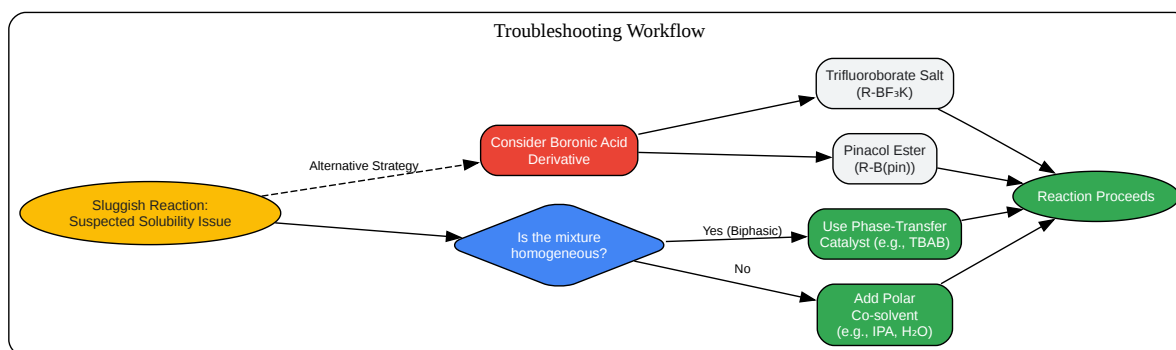 Troubleshooting Workflow
Trifluoroborate Salt
(R-BF₃K)
Consider Boronic Acid
Derivative
Alternative Strategy
Pinacol Ester
(R-B(pin))
Sluggish Reaction:
Suspected Solubility Issue
Reaction Proceeds
Is the mixture
homogeneous?
Yes (Biphasic)
Use Phase-Transfer
Catalyst (e.g., TBAB)
No
Add Polar
Co-solvent
(e.g., IPA, H₂O)